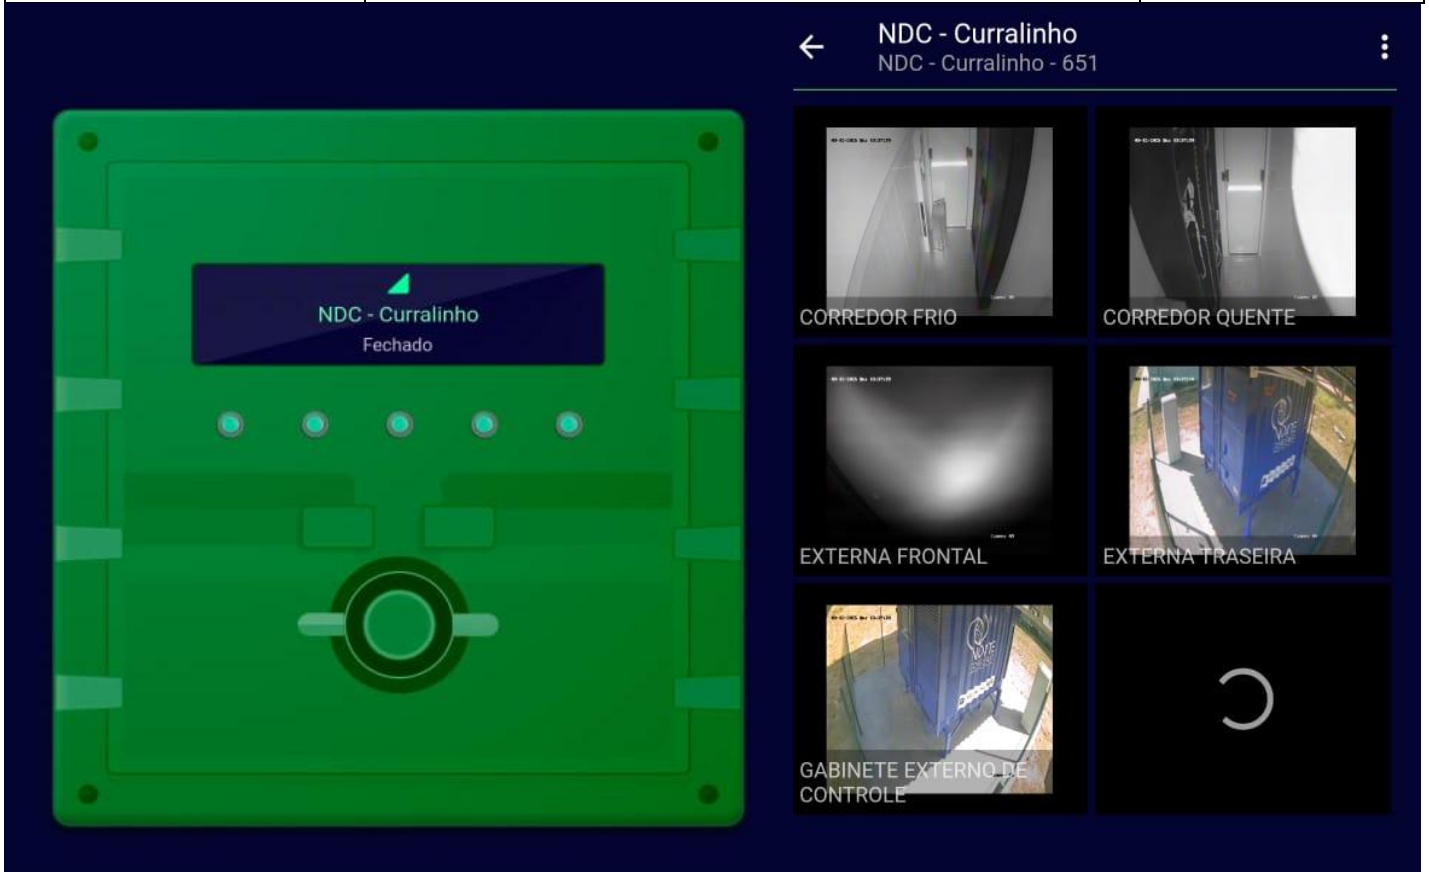 NDC - Curralinho
Fechado
NDC - Curralinho
NDC - Curralinho - 651
CORREDOR FRIO
CORREDOR QUENTE
EXTERNA FRONTAL
EXTERNA TRASEIRA
NORTE
GABINETE EXTERNO DE
CONTROLE